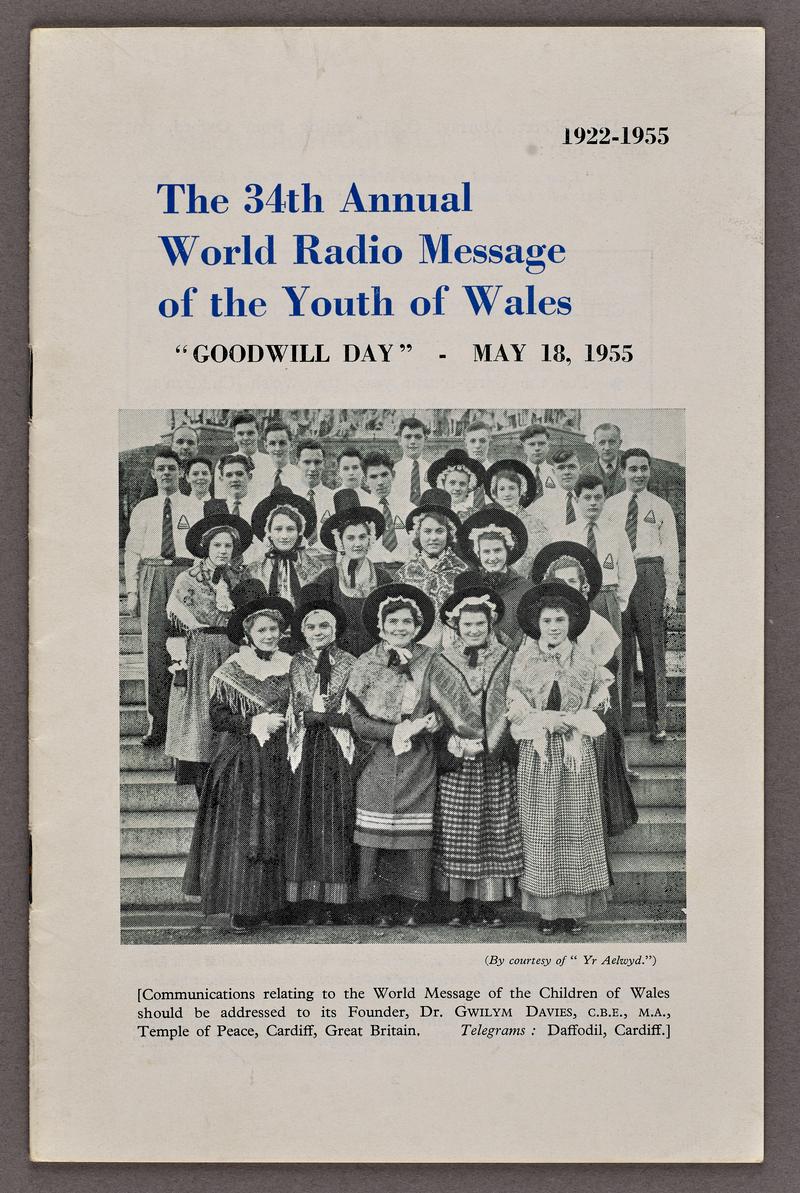 1922-1955
The 34th Annual
World Radio Message
of the Youth of Wales
“GOODWILL DAY” - MAY 18, 1955
(By courtesy of “ Yr Aelwyd.”)
[Communications relating to the World Message of the Children of Wales
should be addressed to its Founder, Dr. GWILYM DAVIES, C.B.E., M.A.,
Temple of Peace, Cardiff, Great Britain. Telegrams : Daffodil, Cardiff.]